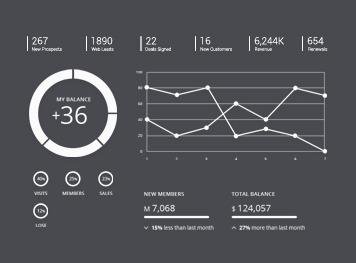 267
New Prospects
1890
Web Leads
22
Deals Signed
16
New Customers
6,244K
Revenue
654
Renewals
MY BALANCE
+36
100
80
60
40
20
0
1 2 3 4 5 6 7
40%
VISITS
25%
MEMBERS
23%
SALES
12%
LOSE
NEW MEMBERS
M 7,068
15% less than last month
TOTAL BALANCE
$ 124,057
27% more than last month